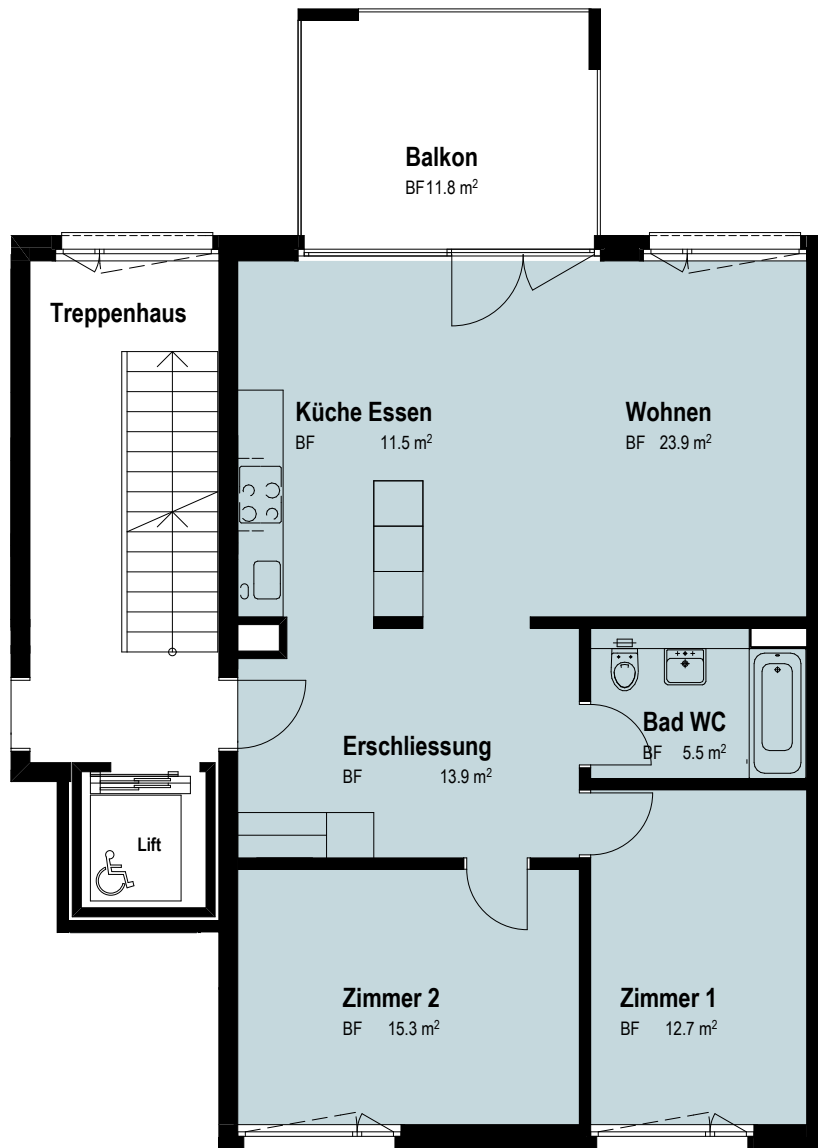 Balkon
BF11.8 m²
Treppenhaus
Küche Essen
BF 11.5 m²
Wohnen
BF 23.9 m²
Bad WC
BF 5.5 m²
Erschliessung
BF 13.9 m²
Lift
Zimmer 2
BF 15.3 m²
Zimmer 1
BF 12.7 m²